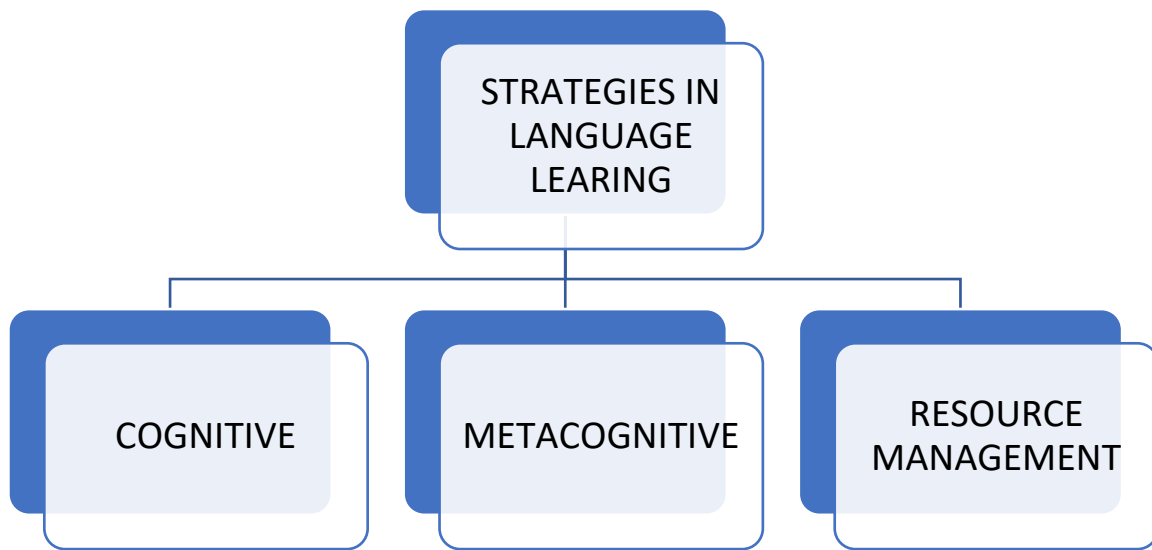 STRATEGIES IN
LANGUAGE
LEARING
COGNITIVE
METACOGNITIVE
RESOURCE
MANAGEMENT